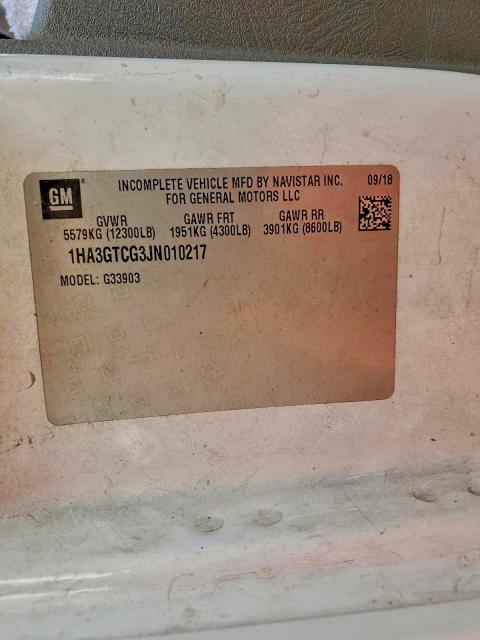 GM
INCOMPLETE VEHICLE MFD BY NAVISTAR INC. 09/18
FOR GENERAL MOTORS LLC
GVWR GAWR FRT GAWR RR
5579KG (12300LB) 1951KG (4300LB) 3901KG (8600LB)
1HA3GTCG3JN010217
MODEL: G33903